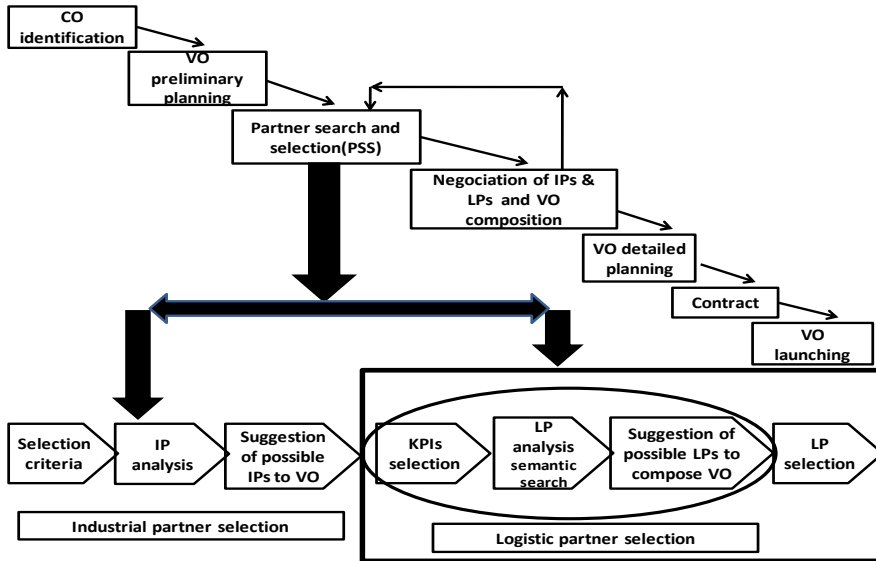 CO
identification
VO
preliminary
planning
Partner search and
selection(PSS)
Negociation of IPs &
LPs and VO
composition
VO detailed
planning
Contract
VO
launching
Selection
criteria
IP
analysis
Suggestion
of possible
IPs to VO
KPIs
selection
LP
analysis
semantic
search
Suggestion of
possible LPs to
compose VO
LP
selection
Industrial partner selection
Logistic partner selection